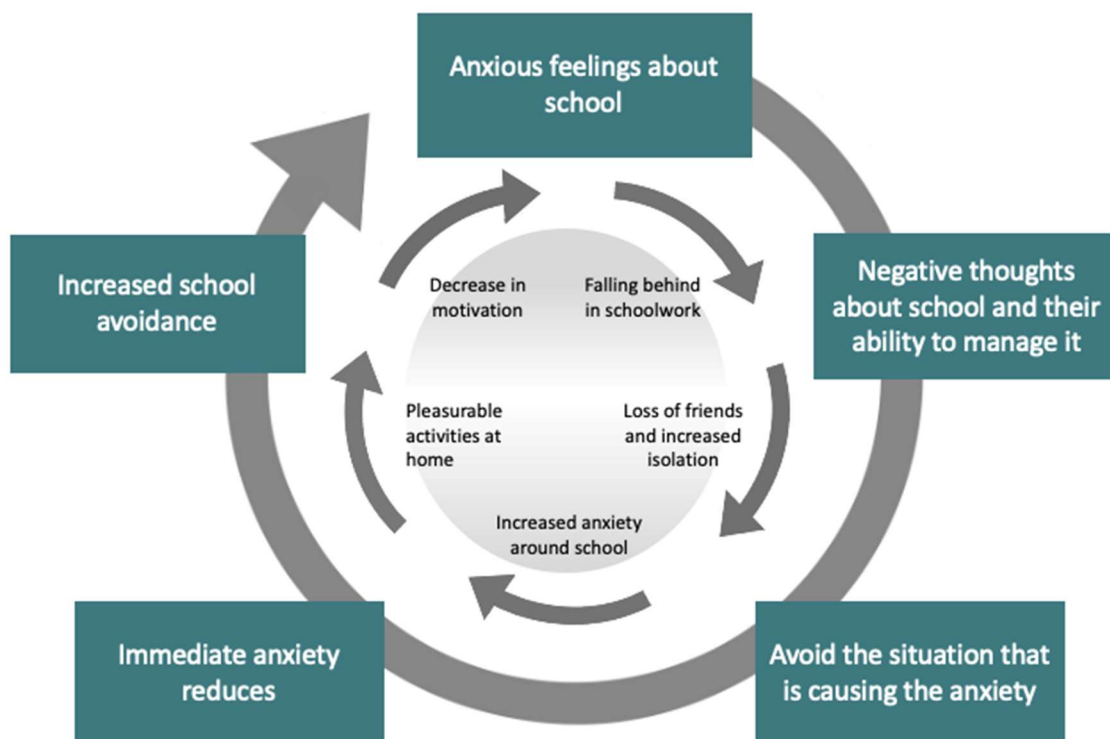 Anxious feelings about
school
Negative thoughts
about school and their
ability to manage it
Avoid the situation that
is causing the anxiety
Immediate anxiety
reduces
Increased school
avoidance
Falling behind
in schoolwork
Loss of friends
and increased
isolation
Increased anxiety
around school
Pleasurable
activities at
home
Decrease in
motivation